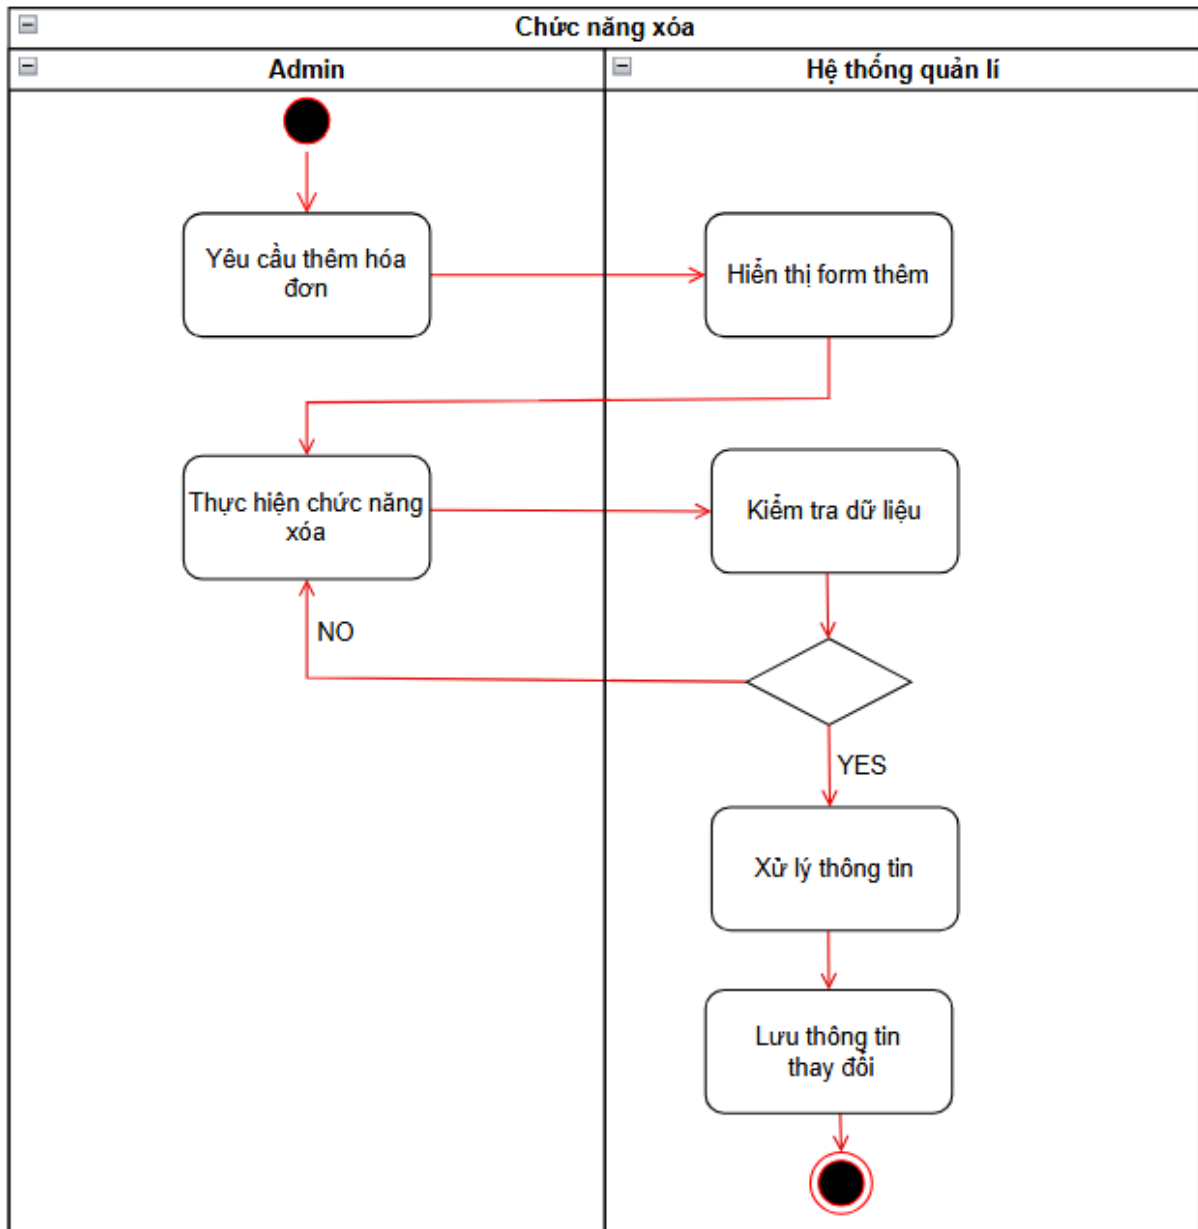 Chức năng xóa
Admin
Hệ thống quản lí
Yêu cầu thêm hóa
đơn
Hiển thị form thêm
Thực hiện chức năng
xóa
Kiểm tra dữ liệu
NO
YES
Xử lý thông tin
Lưu thông tin
thay đổi